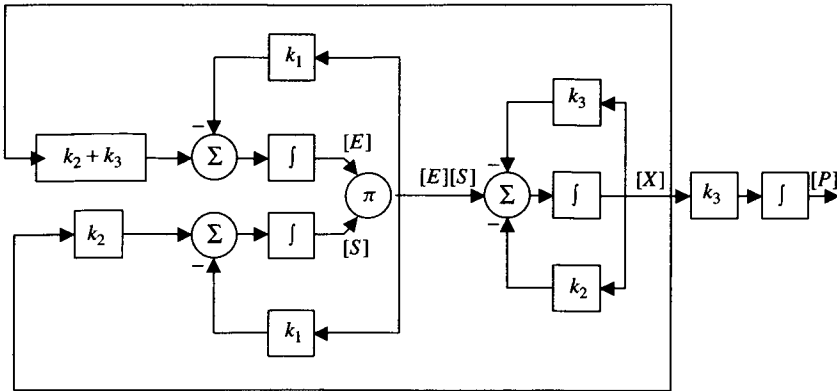 k₁
k₃
−
−
[E]
k₂ + k₃
Σ
∫
[E][S]
[X]
[P]
π
Σ
∫
k₃
∫
k₂
Σ
∫
−
[S]
−
k₂
k₁